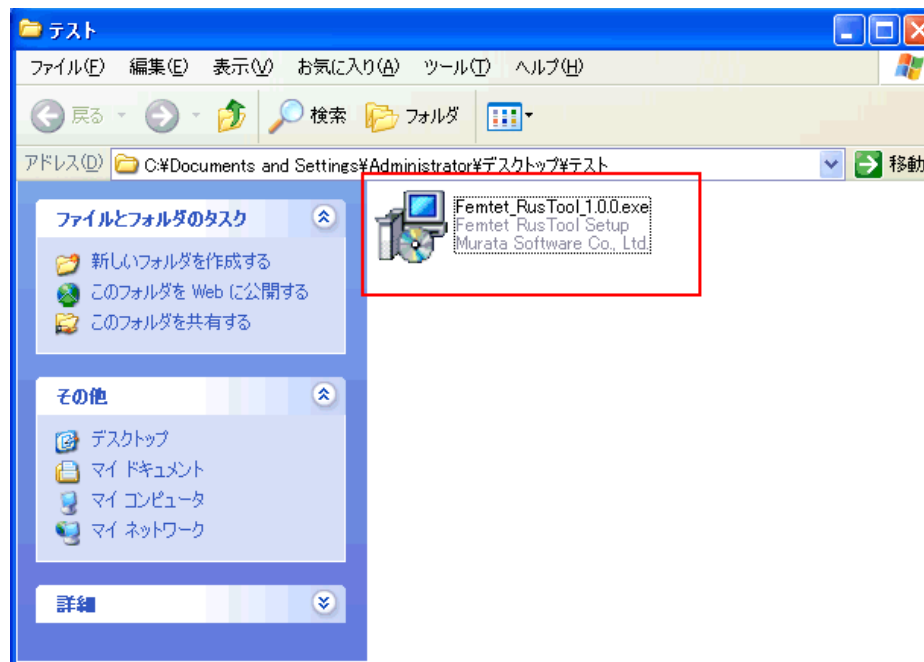 テスト
ファイル(F) 編集(E) 表示(V) お気に入り(A) ツール(T) ヘルプ(H)
戻る 検索 フォルダ
アドレス(D) C:¥Documents and Settings¥Administrator¥デスクトップ¥テスト 移動
ファイルとフォルダのタスク
新しいフォルダを作成する
このフォルダを Web に公開する
このフォルダを共有する
その他
デスクトップ
マイ ドキュメント
マイ コンピュータ
マイ ネットワーク
詳細
Femtet_RusTool_1.0.0.exe
Femtet RusTool Setup
Murata Software Co., Ltd.